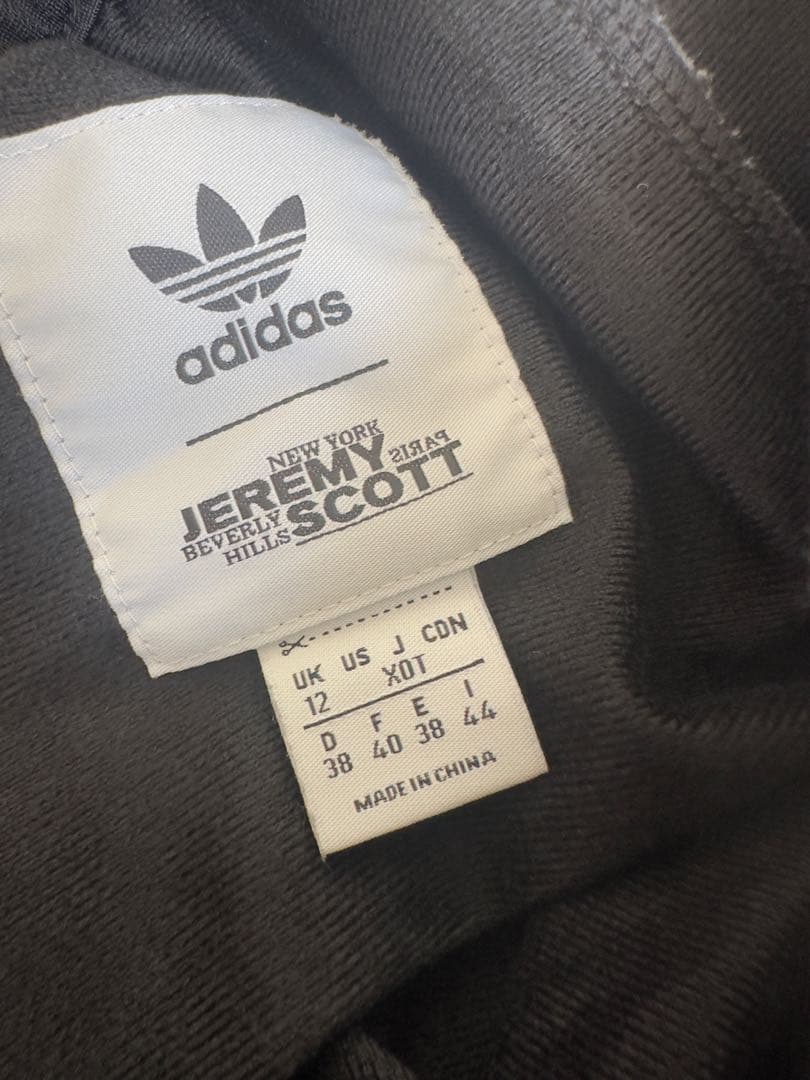 adidas
NEW YORK
JEREMY PARIS
BEVERLY SCOTT
HILLS
UK US J CDN
12 XOT
D F E I
38 40 38 44
MADE IN CHINA